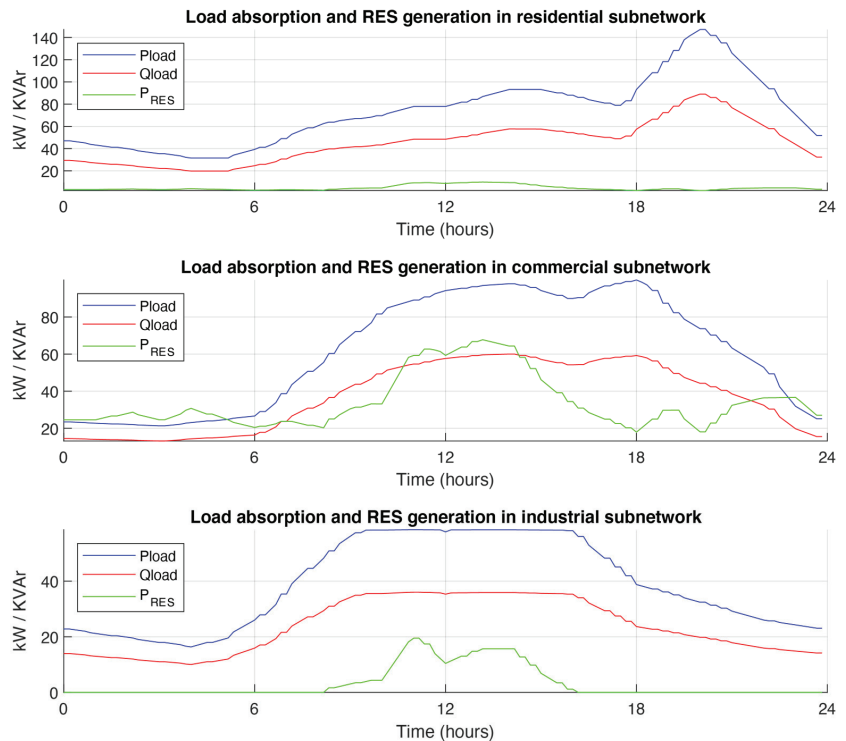 Load absorption and RES generation in residential subnetwork
kW / KVAr
140
120
100
80
60
40
20
Pload
Qload
P_RES
0 6 12 18 24
Time (hours)
Load absorption and RES generation in commercial subnetwork
kW / KVAr
80
60
40
20
Pload
Qload
P_RES
0 6 12 18 24
Time (hours)
Load absorption and RES generation in industrial subnetwork
kW / KVAr
40
20
0
Pload
Qload
P_RES
0 6 12 18 24
Time (hours)